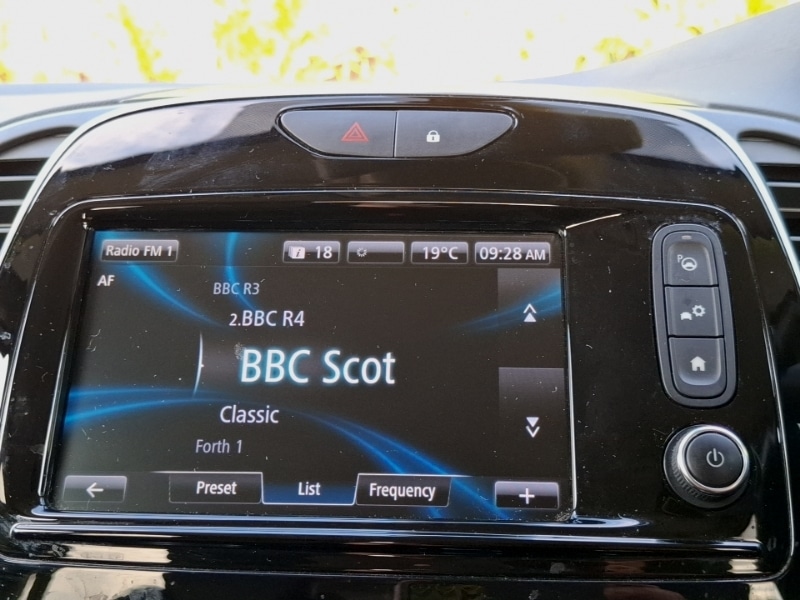 Radio FM 1
i 18
19°C
09:28 AM
AF
BBC R3
2.BBC R4
BBC Scot
Classic
Forth 1
Preset
List
Frequency
+
P